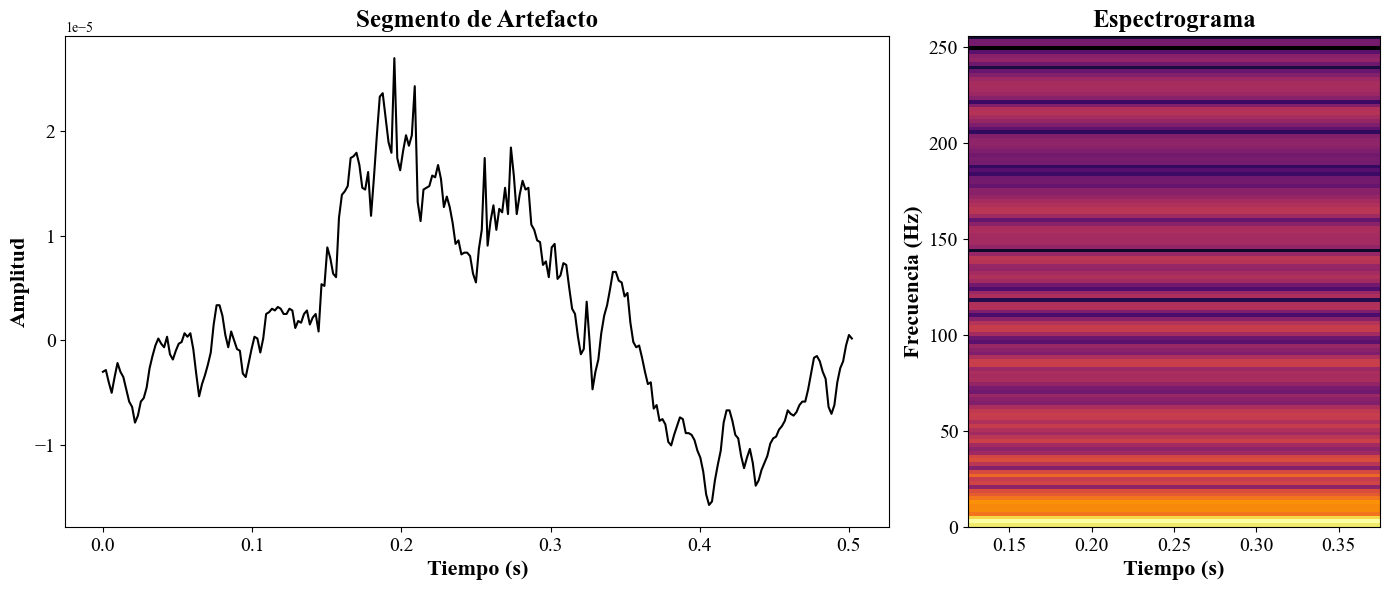 Segmento de Artefacto
1e−5
2
1
0
−1
Amplitud
0.0 0.1 0.2 0.3 0.4 0.5
Tiempo (s)
Espectrograma
250
200
150
100
50
0
Frecuencia (Hz)
0.15 0.20 0.25 0.30 0.35
Tiempo (s)